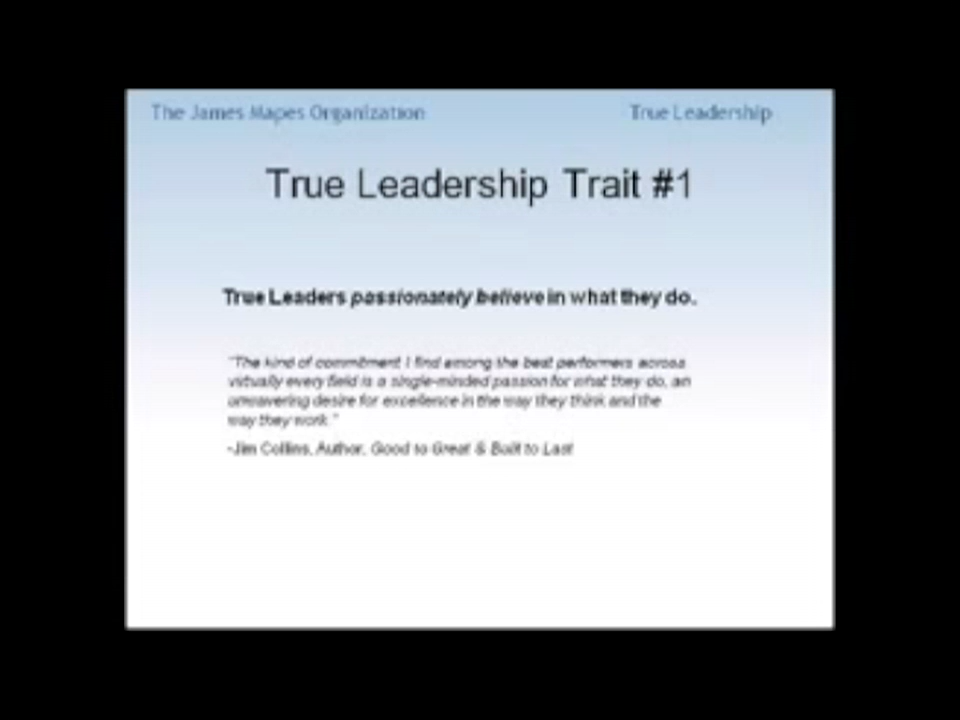 The James Mapes Organization
True Leadership
True Leadership Trait #1
True Leaders passionately believe in what they do.
"The kind of commitment I find among the best performers across
virtually every field is a single-minded passion for what they do, an
unwavering desire for excellence in the way they think and the
way they work."
-Jim Collins, Author, Good to Great & Built to Last